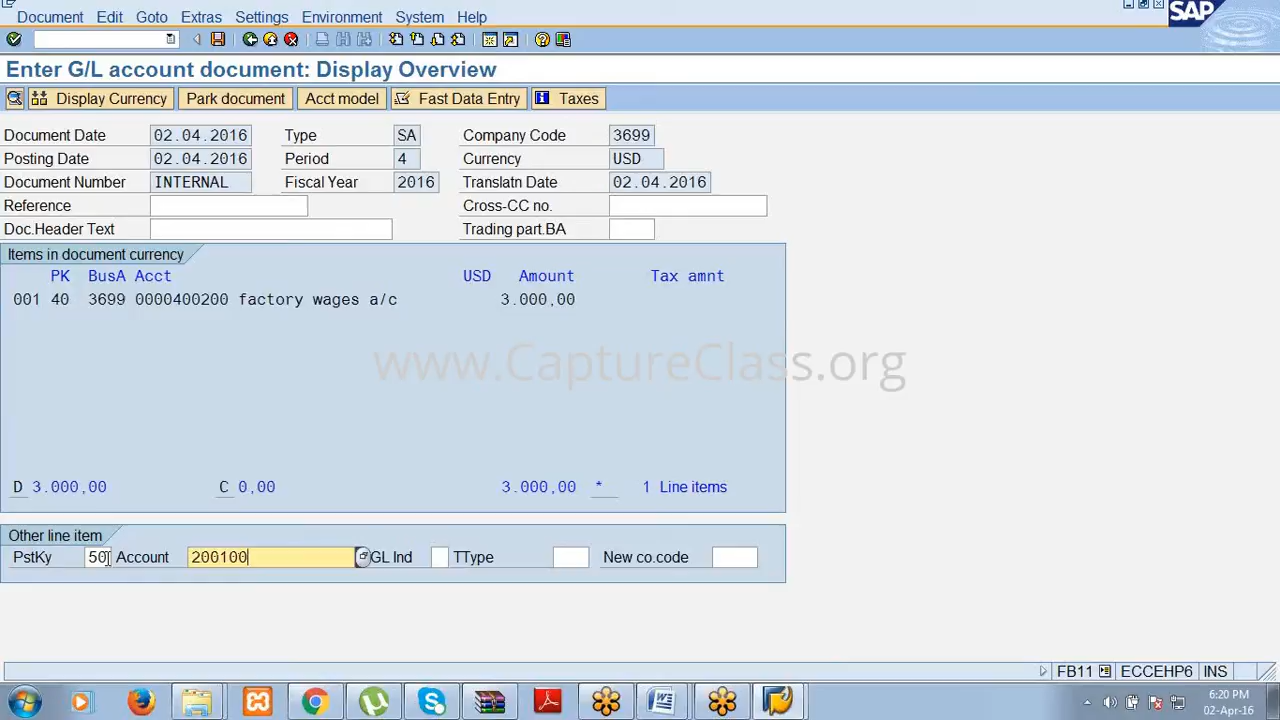 Document Edit Goto Extras Settings Environment System Help
SAP
Enter G/L account document: Display Overview
Display Currency Park document Acct model Fast Data Entry Taxes
Document Date 02.04.2016 Type SA Company Code 3699
Posting Date 02.04.2016 Period 4 Currency USD
Document Number INTERNAL Fiscal Year 2016 Translatn Date 02.04.2016
Reference Cross-CC no.
Doc.Header Text Trading part.BA
Items in document currency
PK BusA Acct USD Amount Tax amnt
001 40 3699 0000400200 factory wages a/c 3.000,00
www.CaptureClass.org
D 3.000,00 C 0,00 3.000,00 * 1 Line items
Other line item
PstKy 50 Account 200100 GL Ind TType New co.code
FB11 ECCEHP6 INS
6:20 PM
02-Apr-16